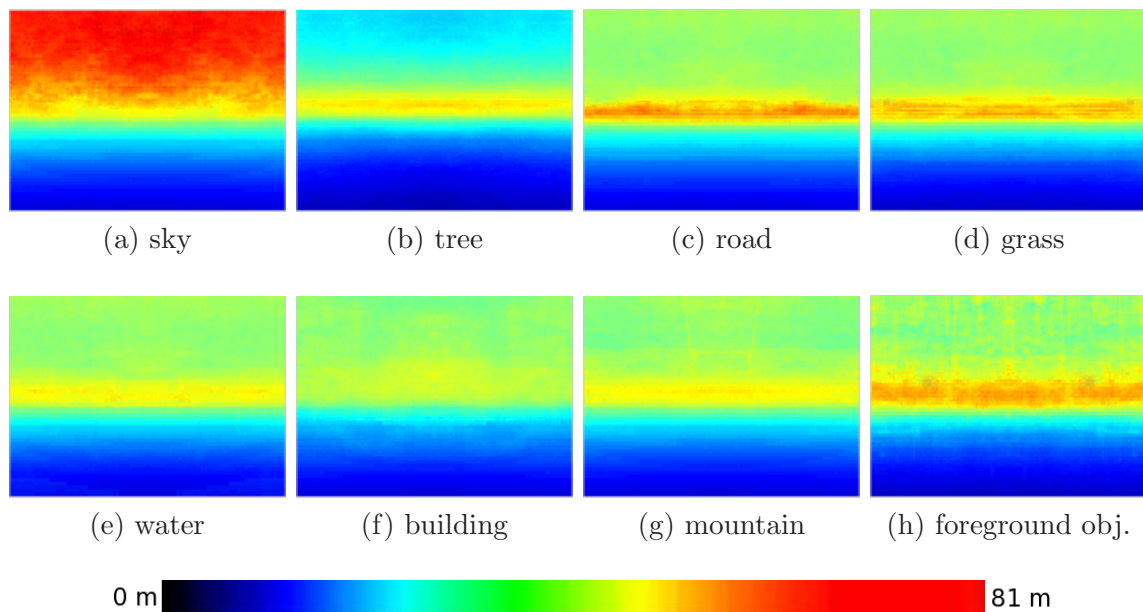 (a) sky (b) tree (c) road (d) grass
(e) water (f) building (g) mountain (h) foreground obj.
0 m 81 m